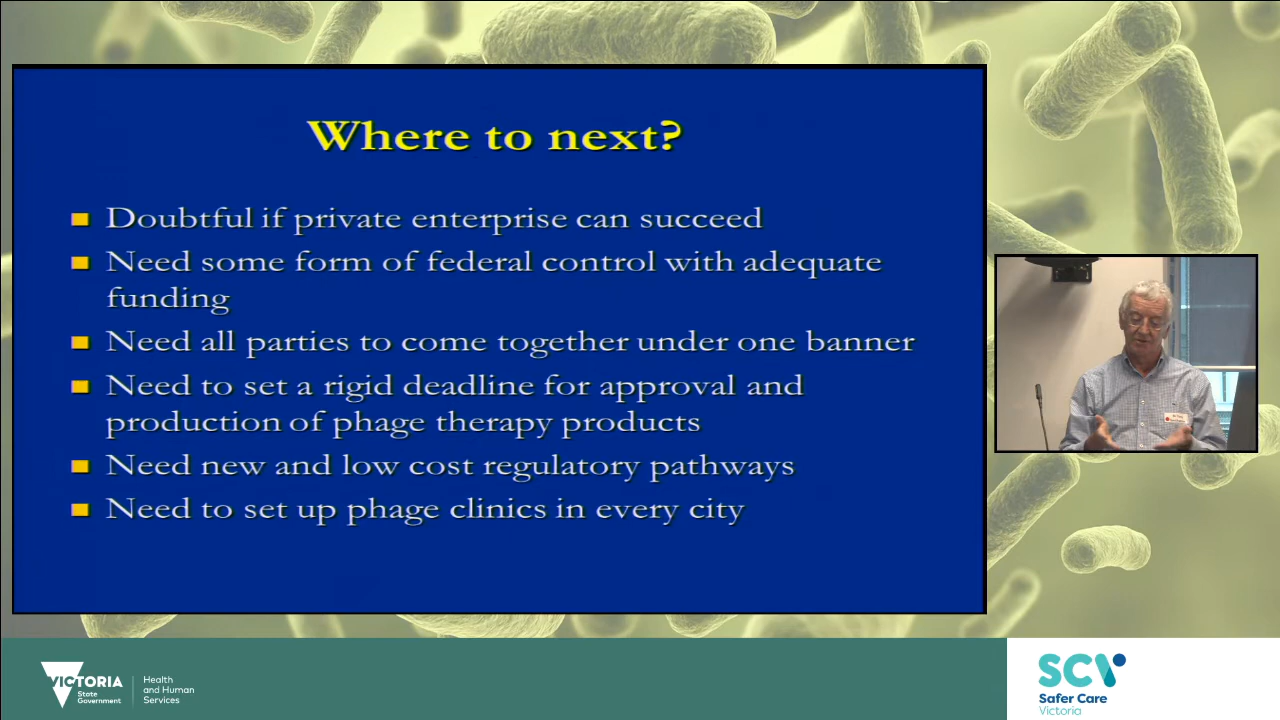 Where to next?
Doubtful if private enterprise can succeed
Need some form of federal control with adequate
funding
Need all parties to come together under one banner
Need to set a rigid deadline for approval and
production of phage therapy products
Need new and low cost regulatory pathways
Need to set up phage clinics in every city
VICTORIA
State
Government
Health
and Human
Services
SCV
Safer Care
Victoria